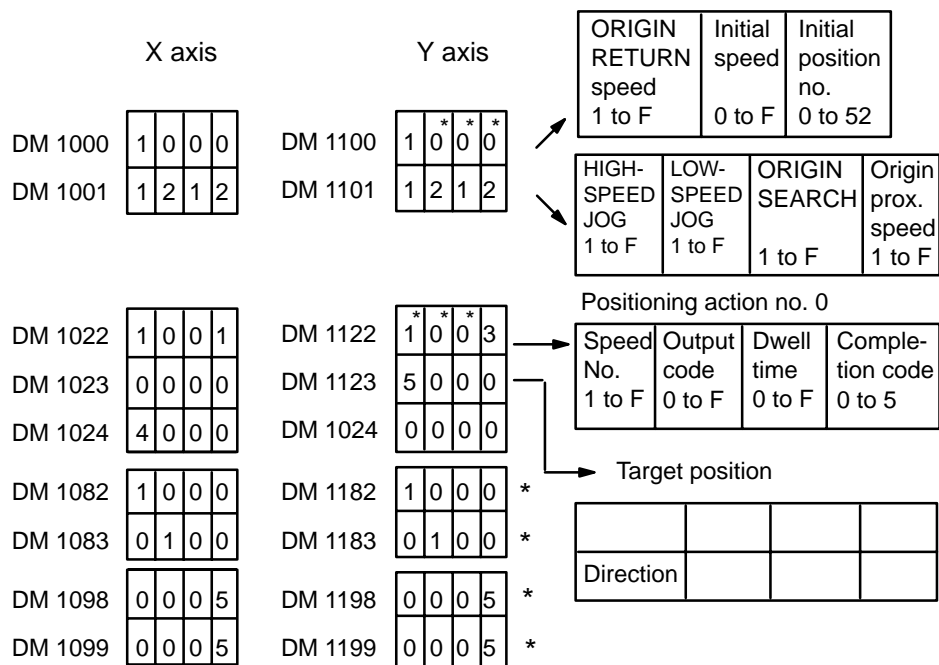 X axis
Y axis
DM 1000 1 0 0 0
DM 1001 1 2 1 2
DM 1100 1 0* 0* 0*
DM 1101 1 2 1 2
ORIGIN RETURN speed 1 to F
Initial speed 0 to F
Initial position no. 0 to 52
HIGH-SPEED JOG 1 to F
LOW-SPEED JOG 1 to F
ORIGIN SEARCH 1 to F
Origin prox. speed 1 to F
DM 1022 1 0 0 1
DM 1023 0 0 0 0
DM 1024 4 0 0 0
DM 1122 1* 0* 0* 3
DM 1123 5 0 0 0
DM 1024 0 0 0 0
Positioning action no. 0
Speed No. 1 to F
Output code 0 to F
Dwell time 0 to F
Comple-tion code 0 to 5
Target position
Direction
DM 1082 1 0 0 0
DM 1083 0 1 0 0
DM 1182 1 0 0 0 *
DM 1183 0 1 0 0 *
DM 1098 0 0 0 5
DM 1099 0 0 0 5
DM 1198 0 0 0 5 *
DM 1199 0 0 0 5 *